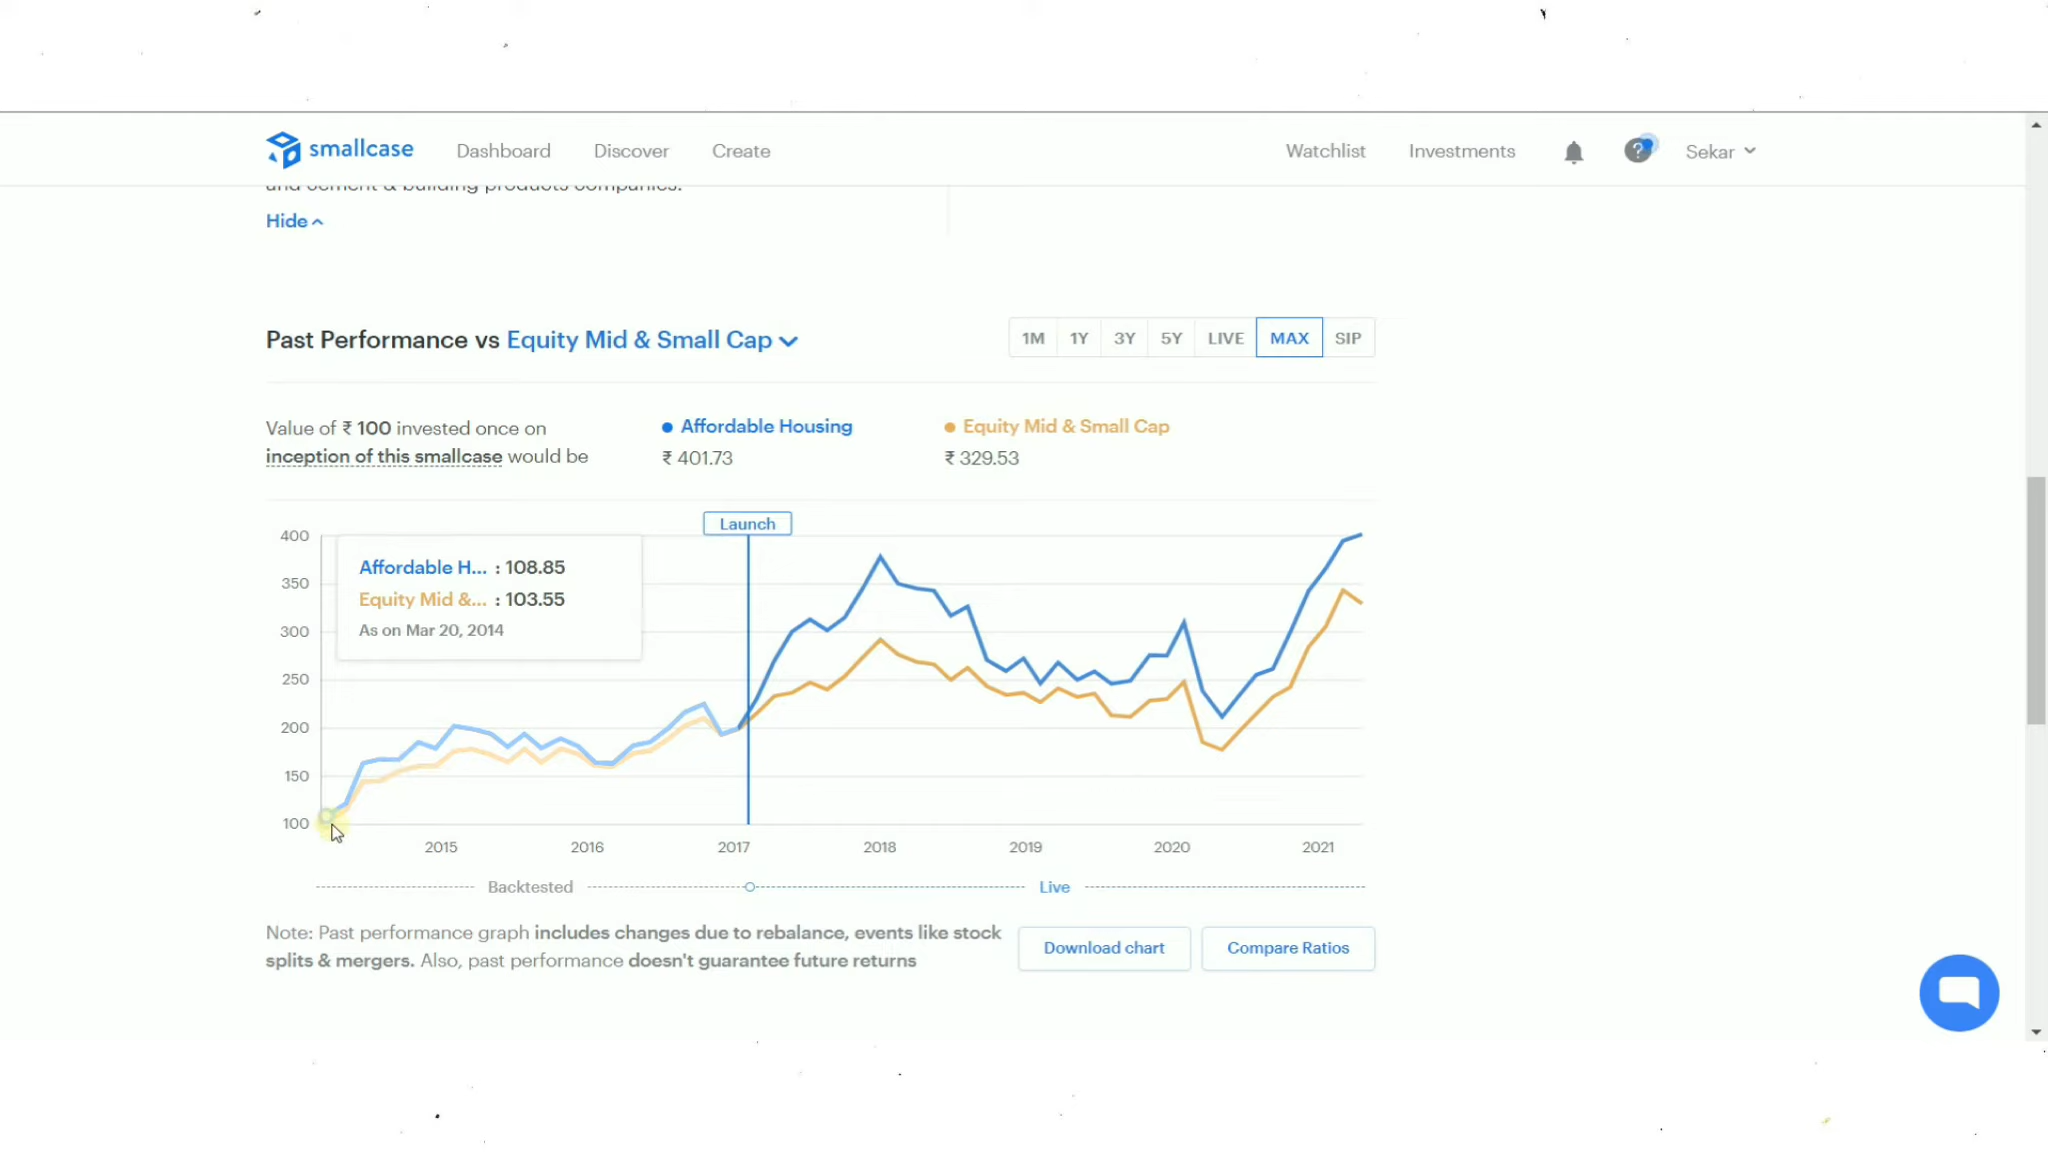 smallcase
Dashboard
Discover
Create
Watchlist
Investments
?
Sekar
and cement & building products companies.
Hide
Past Performance vs Equity Mid & Small Cap
1M
1Y
3Y
5Y
LIVE
MAX
SIP
Value of ₹ 100 invested once on
inception of this smallcase would be
Affordable Housing
₹ 401.73
Equity Mid & Small Cap
₹ 329.53
Launch
400
350
300
250
200
150
100
Affordable H... : 108.85
Equity Mid &... : 103.55
As on Mar 20, 2014
2015
2016
2017
2018
2019
2020
2021
Backtested
Live
Note: Past performance graph includes changes due to rebalance, events like stock
splits & mergers. Also, past performance doesn't guarantee future returns
Download chart
Compare Ratios